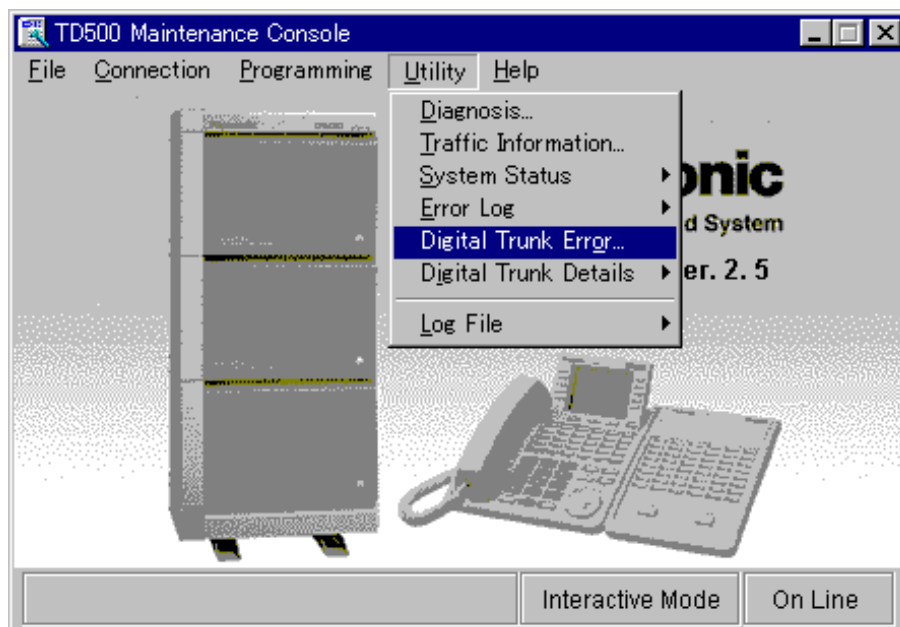 TD500 Maintenance Console
File Connection Programming Utility Help
Diagnosis...
Traffic Information...
System Status
Error Log
Digital Trunk Error...
Digital Trunk Details
Log File
onic
d System
er. 2. 5
Interactive Mode
On Line